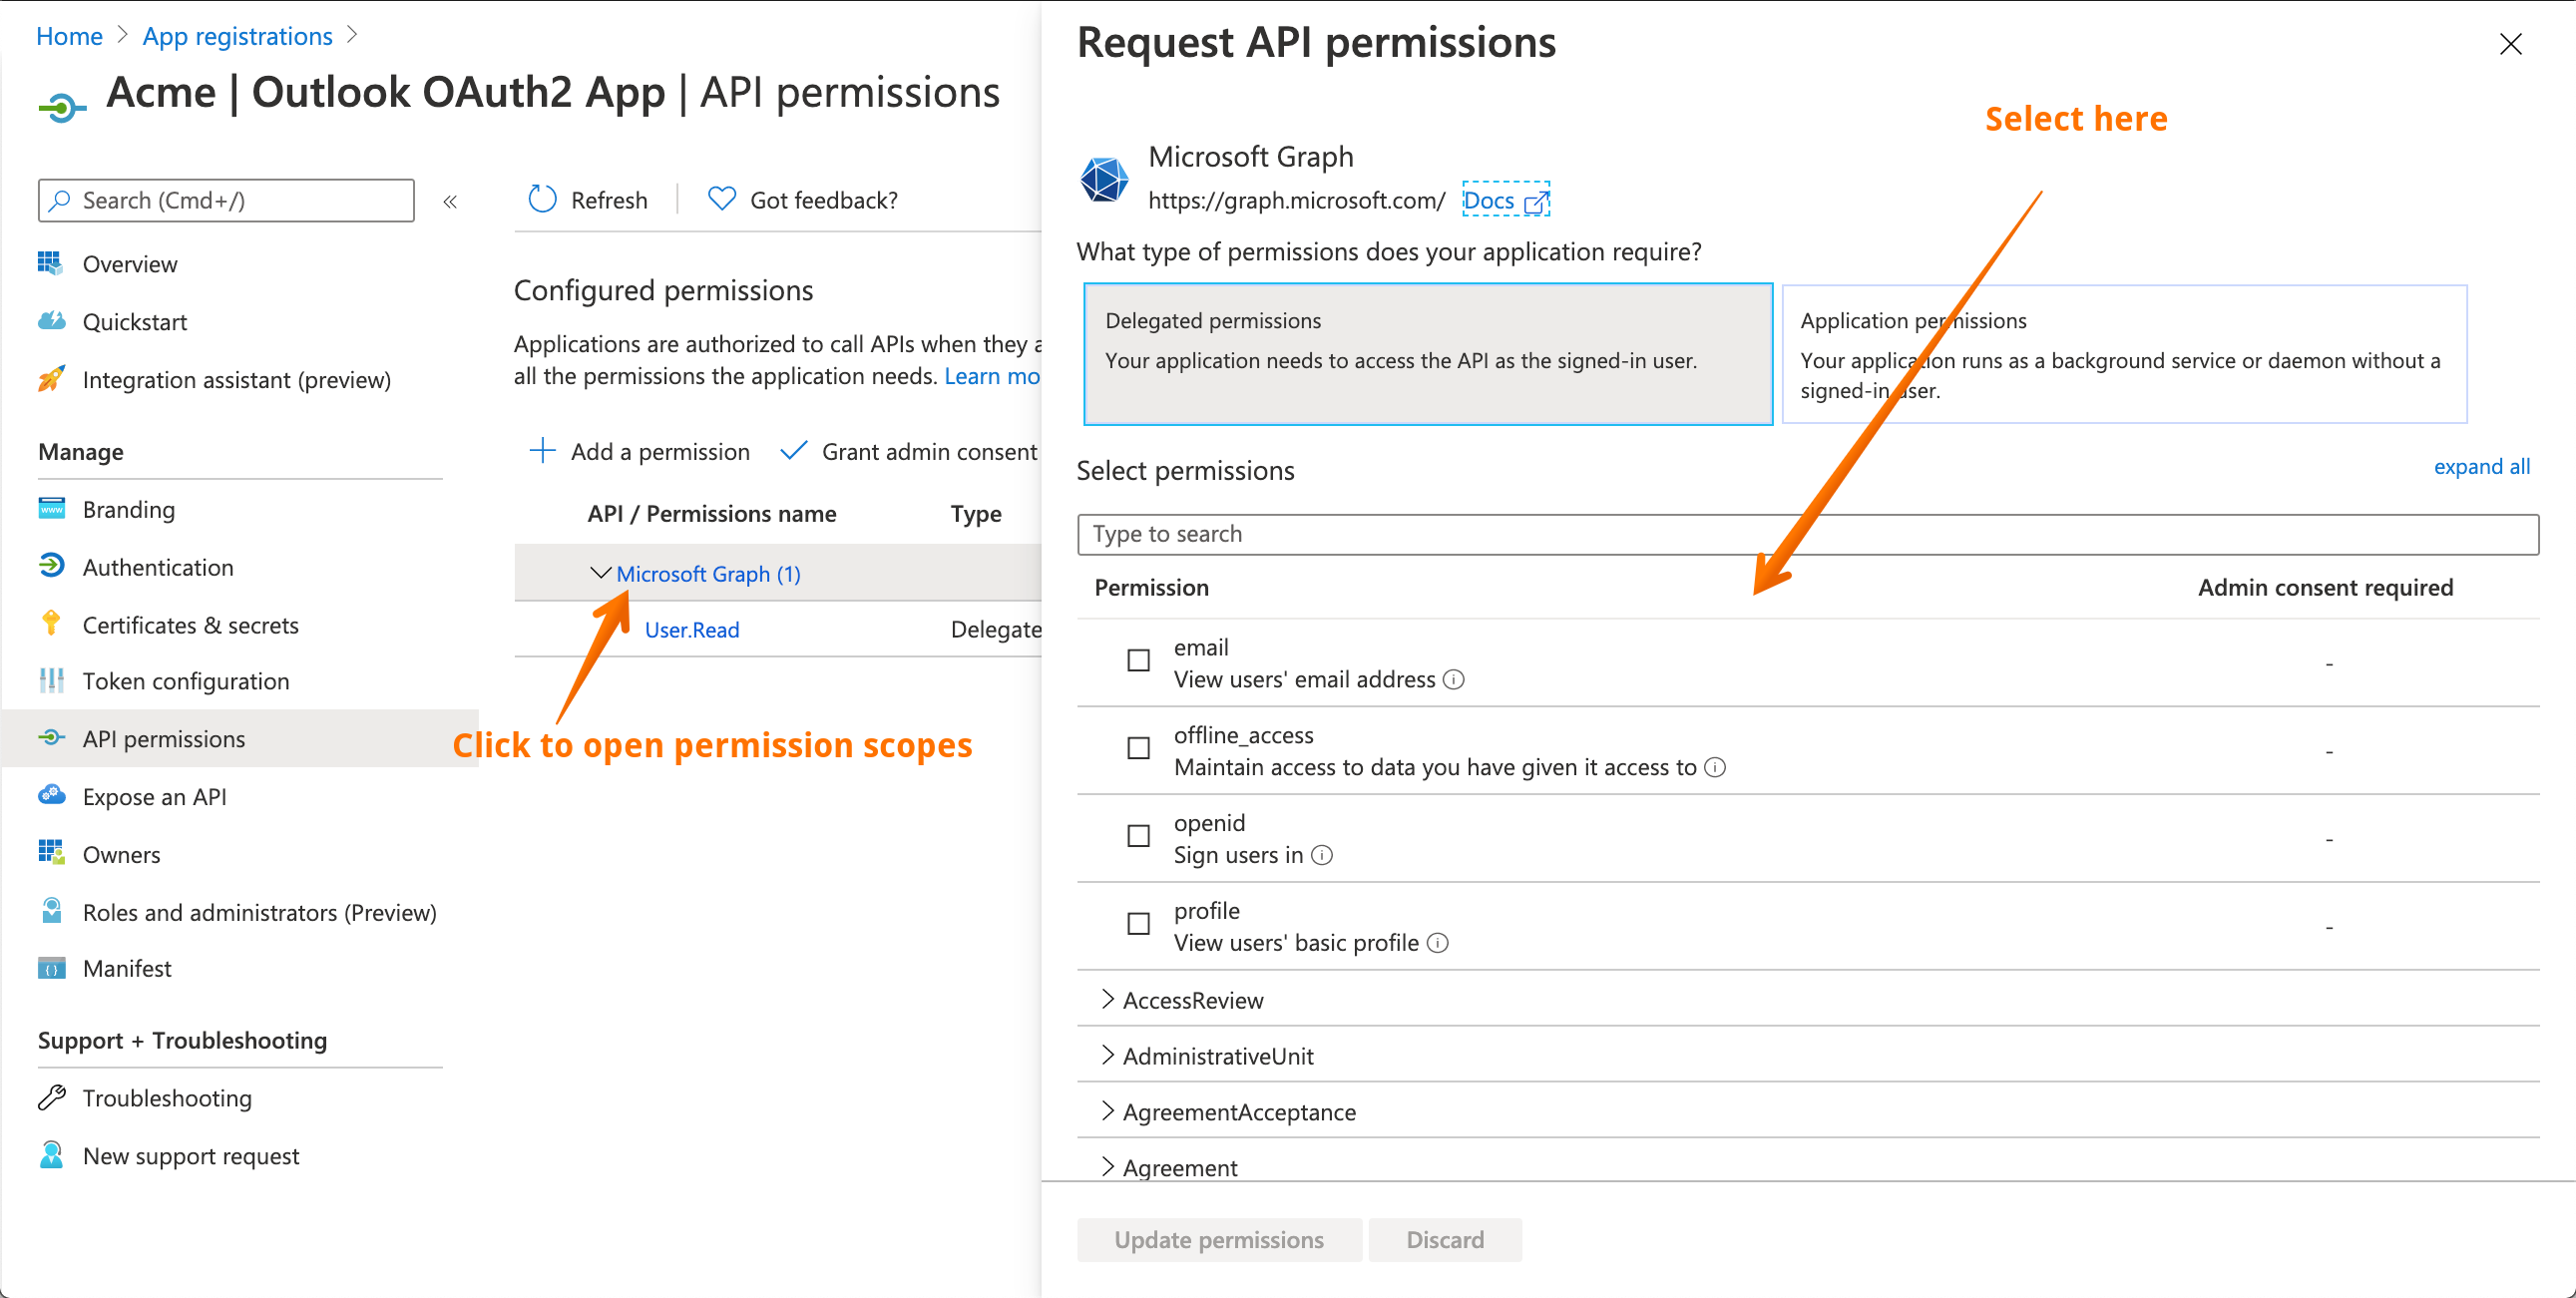 Home > App registrations >
Acme | Outlook OAuth2 App | API permissions
Search (Cmd+/)
«
Overview
Quickstart
Integration assistant (preview)
Manage
Branding
Authentication
Certificates & secrets
Token configuration
API permissions
Expose an API
Owners
Roles and administrators (Preview)
Manifest
Support + Troubleshooting
Troubleshooting
New support request
Refresh
Got feedback?
Configured permissions
Applications are authorized to call APIs when they a
all the permissions the application needs. Learn mo
Add a permission
Grant admin consent
API / Permissions name
Type
Microsoft Graph (1)
User.Read
Delegate
Click to open permission scopes
Request API permissions
Select here
Microsoft Graph
https://graph.microsoft.com/ Docs
What type of permissions does your application require?
Delegated permissions
Your application needs to access the API as the signed-in user.
Application permissions
Your application runs as a background service or daemon without a
signed-in user.
Select permissions
expand all
Type to search
Permission
Admin consent required
email
View users' email address
-
offline_access
Maintain access to data you have given it access to
-
openid
Sign users in
-
profile
View users' basic profile
-
AccessReview
AdministrativeUnit
AgreementAcceptance
Agreement
Update permissions
Discard